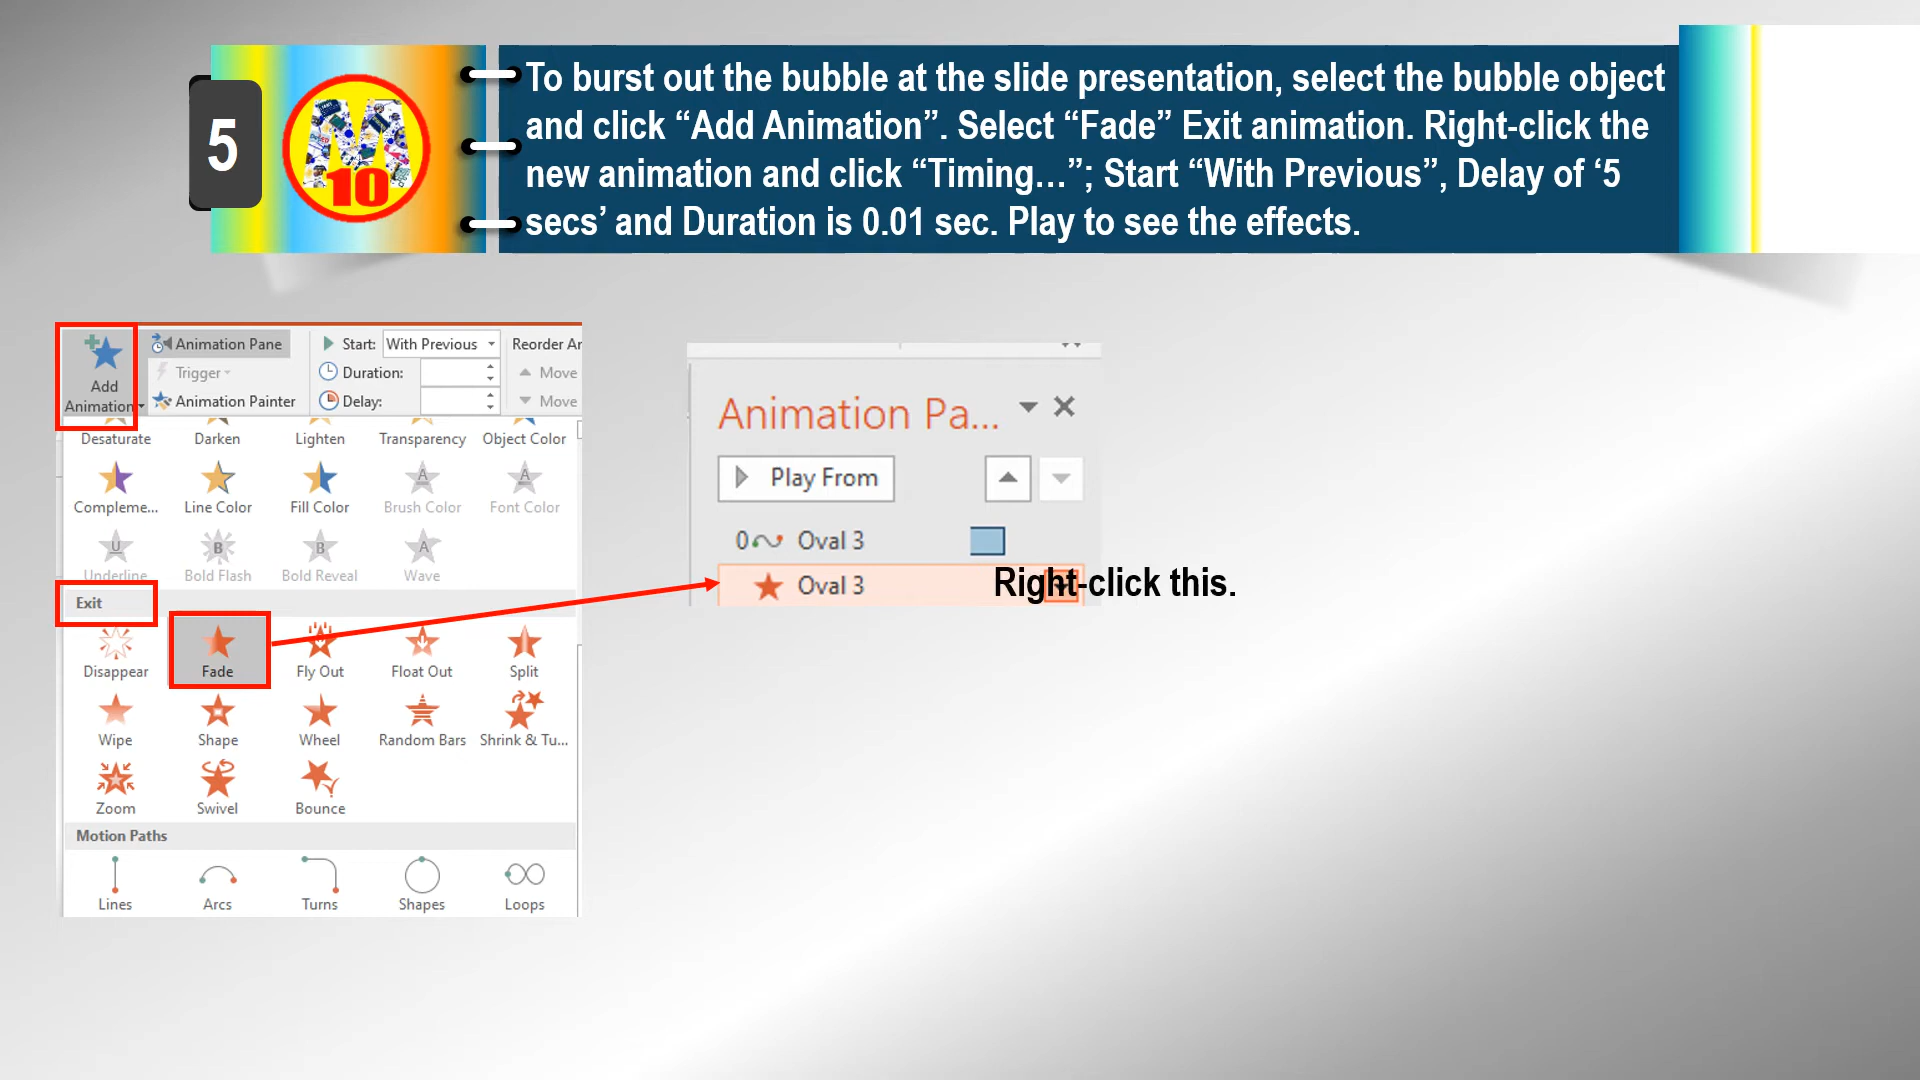 5
M
10
To burst out the bubble at the slide presentation, select the bubble object
and click “Add Animation”. Select “Fade” Exit animation. Right-click the
new animation and click “Timing…”; Start “With Previous”, Delay of ‘5
secs’ and Duration is 0.01 sec. Play to see the effects.
Add
Animation
Animation Pane
Trigger
Animation Painter
Start: With Previous
Duration:
Delay:
Reorder An
Move
Move
Desaturate Darken Lighten Transparency Object Color
Compleme... Line Color Fill Color Brush Color Font Color
Underline Bold Flash Bold Reveal Wave
Exit
Disappear Fade Fly Out Float Out Split
Wipe Shape Wheel Random Bars Shrink & Tu...
Zoom Swivel Bounce
Motion Paths
Lines Arcs Turns Shapes Loops
Animation Pa...
Play From
0 Oval 3
Oval 3
Right-click this.